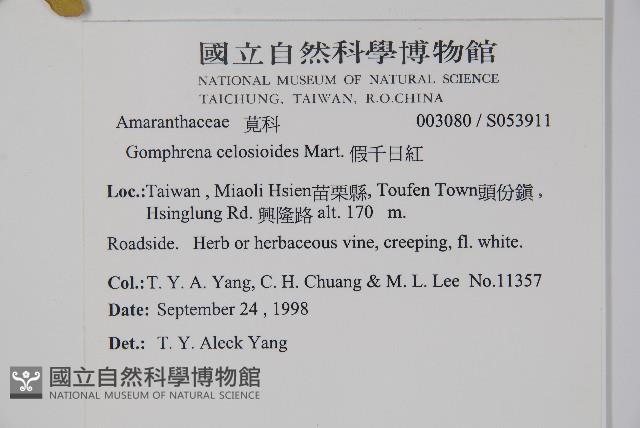 國立自然科學博物館
NATIONAL MUSEUM OF NATURAL SCIENCE
TAICHUNG, TAIWAN, R.O.CHINA
Amaranthaceae 莧科 003080 / S053911
Gomphrena celosioides Mart. 假千日紅
Loc.:Taiwan , Miaoli Hsien苗栗縣, Toufen Town頭份鎭 ,
Hsinglung Rd. 興隆路 alt. 170 m.
Roadside. Herb or herbaceous vine, creeping, fl. white.
Col.: T. Y. A. Yang, C. H. Chuang & M. L. Lee No.11357
Date: September 24 , 1998
Det.: T. Y. Aleck Yang
國立自然科學博物館
NATIONAL MUSEUM OF NATURAL SCIENCE